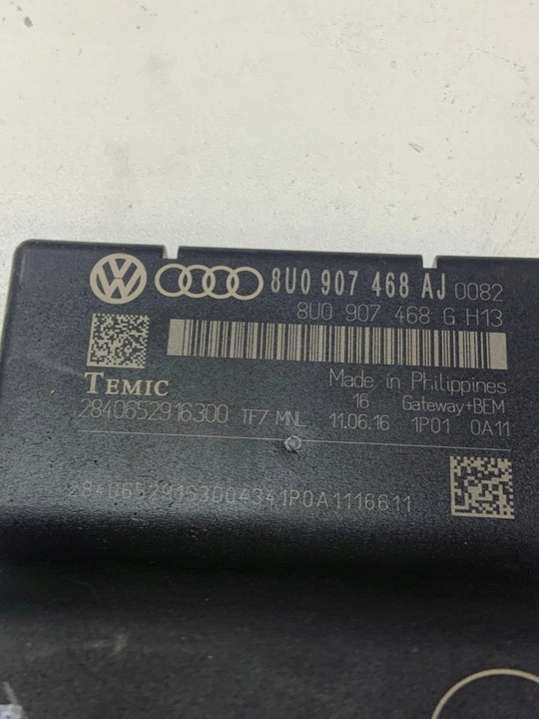 8U0 907 468 AJ 0082
8U0 907 468 G H13
TEMIC
Made in Philippines
16 Gateway+BEM
2840652916300 TF7 MNL 11.06.16 1P01 0A11
28406529163004341P0A1116611